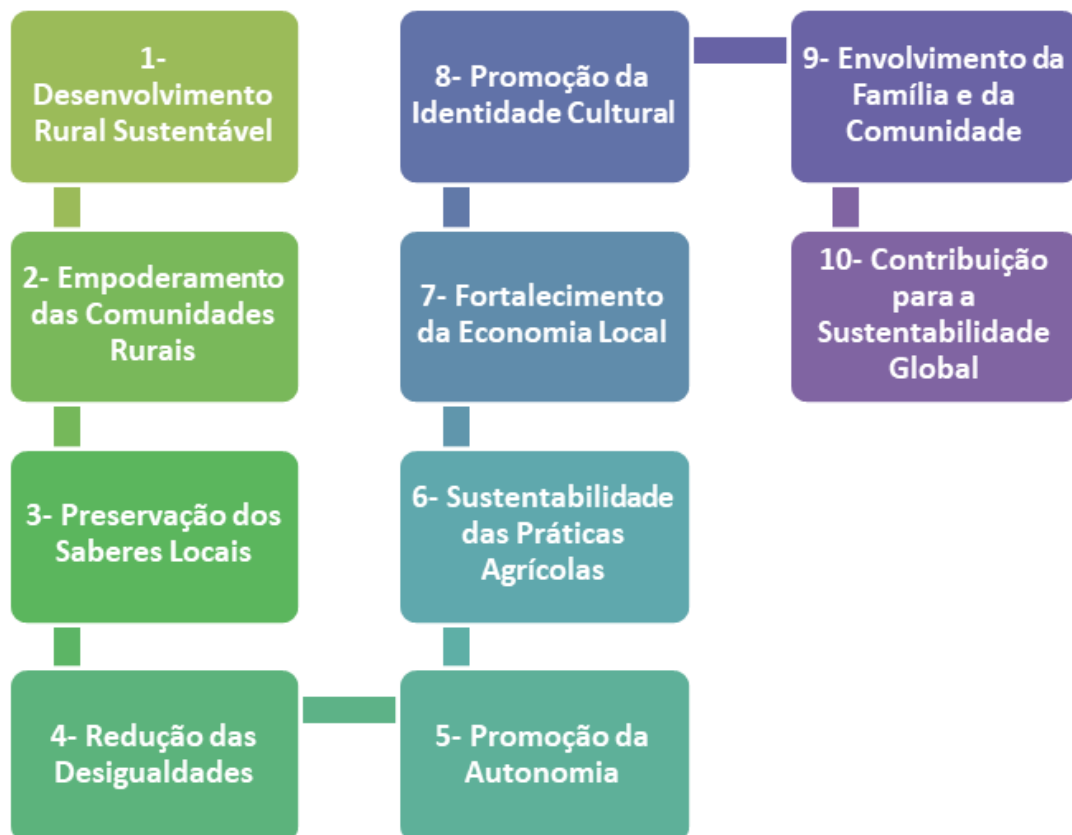 1-
Desenvolvimento
Rural Sustentável
2- Empoderamento
das Comunidades
Rurais
3- Preservação dos
Saberes Locais
4- Redução das
Desigualdades
5- Promoção da
Autonomia
6- Sustentabilidade
das Práticas
Agrícolas
7- Fortalecimento
da Economia Local
8- Promoção da
Identidade Cultural
9- Envolvimento da
Família e da
Comunidade
10- Contribuição
para a
Sustentabilidade
Global